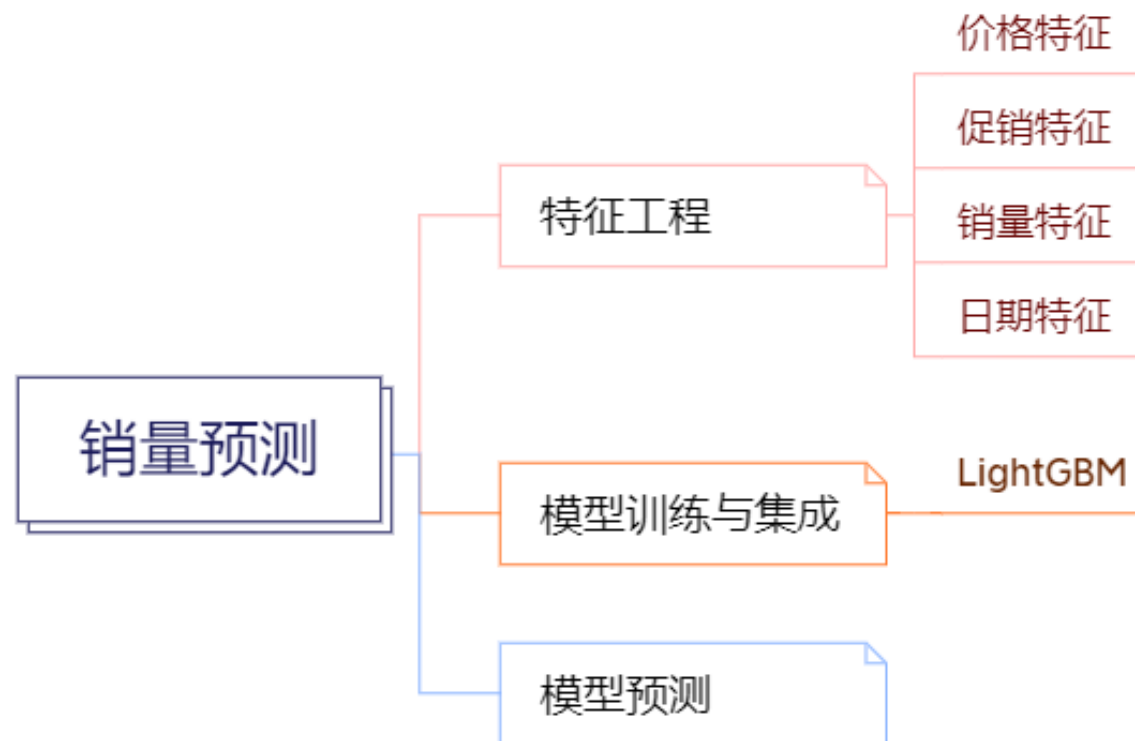 销量预测
特征工程
价格特征
促销特征
销量特征
日期特征
模型训练与集成
LightGBM
模型预测